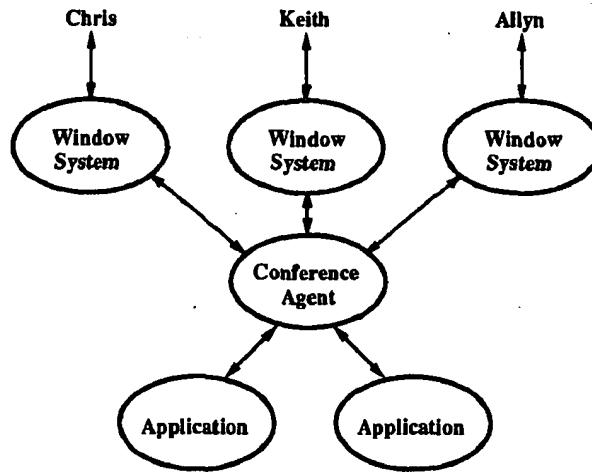 Chris Keith Allyn
Window System
Window System
Window System
Conference Agent
Application Application